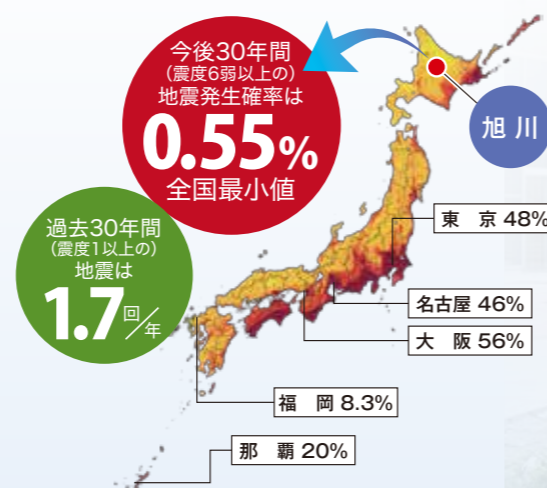 今後30年間
(震度6弱以上の)
地震発生確率は
0.55%
全国最小値
旭川
過去30年間
(震度1以上の)
地震は
1.7回/年
東 京 48%
名古屋 46%
大 阪 56%
福 岡 8.3%
那 覇 20%